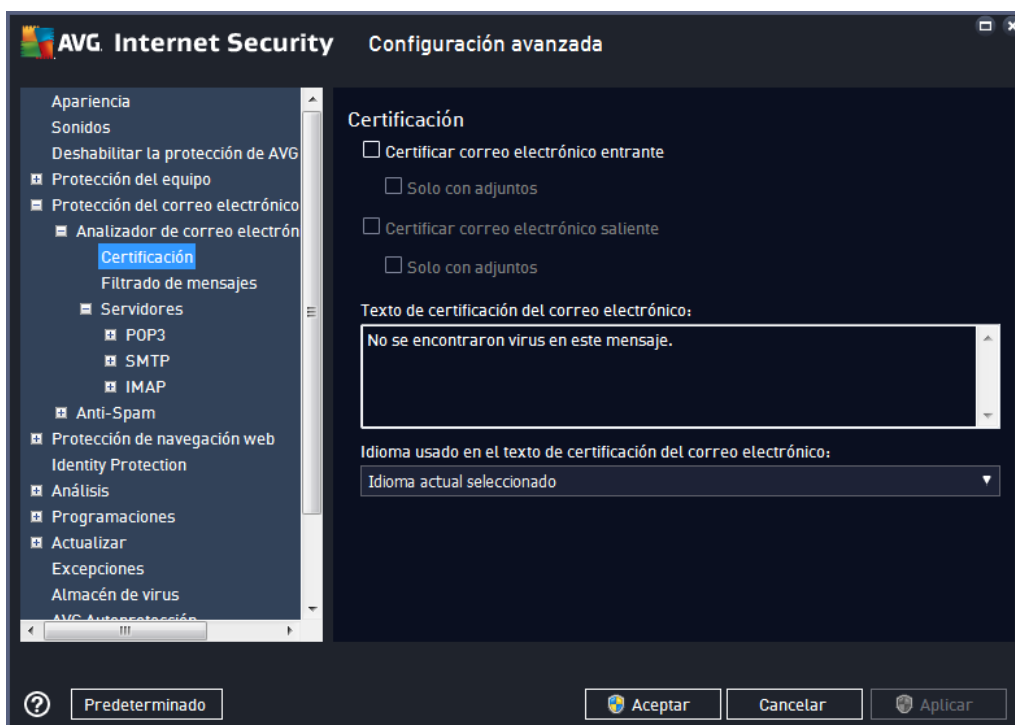 AVG. Internet Security Configuración avanzada
Apariencia
Sonidos
Deshabilitar la protección de AVG
Protección del equipo
Protección del correo electrónico
Analizador de correo electrón
Certificación
Filtrado de mensajes
Servidores
POP3
SMTP
IMAP
Anti-Spam
Protección de navegación web
Identity Protection
Análisis
Programaciones
Actualizar
Excepciones
Almacén de virus
AVG Autoprotección
Certificación
Certificar correo electrónico entrante
Solo con adjuntos
Certificar correo electrónico saliente
Solo con adjuntos
Texto de certificación del correo electrónico:
No se encontraron virus en este mensaje.
Idioma usado en el texto de certificación del correo electrónico:
Idioma actual seleccionado
? Predeterminado Aceptar Cancelar Aplicar